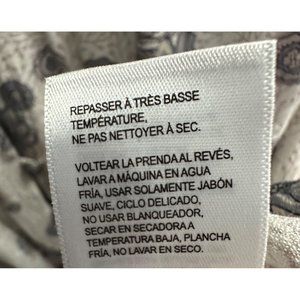 REPASSER À TRÈS BASSE
TEMPÉRATURE,
NE PAS NETTOYER À SEC.
VOLTEAR LA PRENDA AL REVÉS,
LAVAR A MÁQUINA EN AGUA
FRÍA, USAR SOLAMENTE JABÓN
SUAVE, CICLO DELICADO,
NO USAR BLANQUEADOR,
SECAR EN SECADORA A
TEMPERATURA BAJA, PLANCHA
FRÍA, NO LAVAR EN SECO.